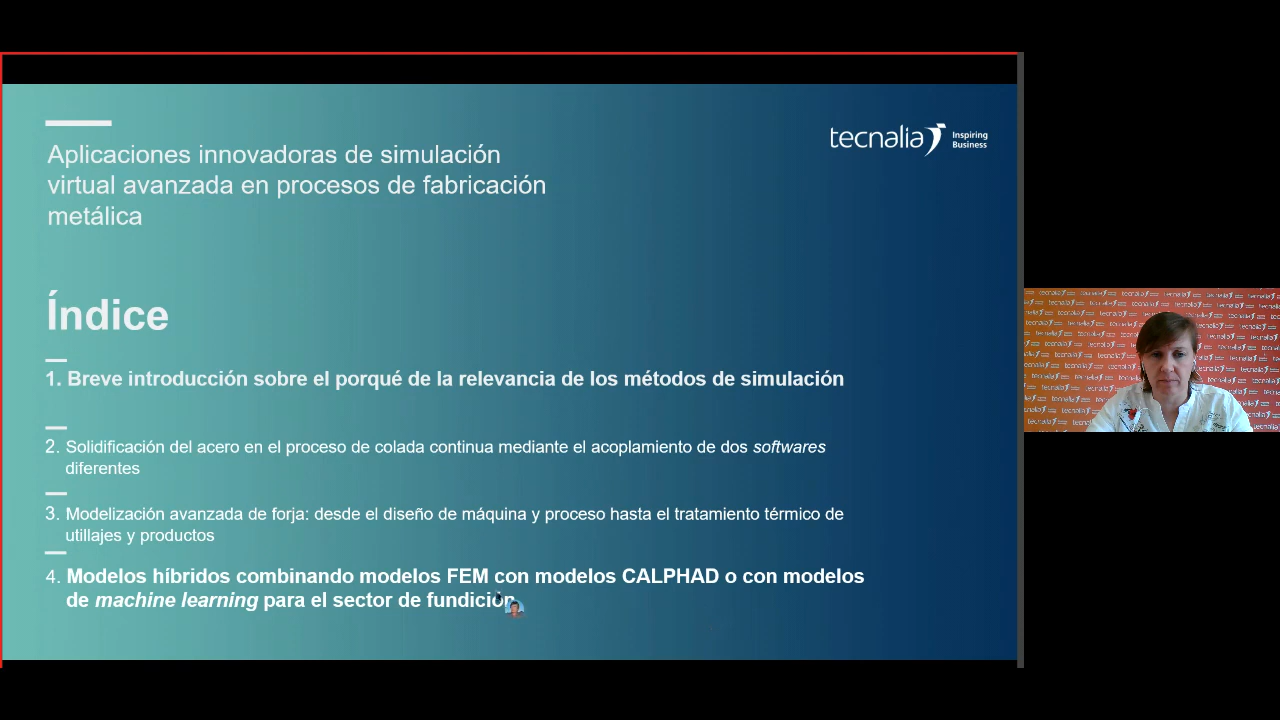 Aplicaciones innovadoras de simulación
virtual avanzada en procesos de fabricación
metálica
tecnalia Inspiring
Business
Índice
1. Breve introducción sobre el porqué de la relevancia de los métodos de simulación
2. Solidificación del acero en el proceso de colada continua mediante el acoplamiento de dos softwares
diferentes
3. Modelización avanzada de forja: desde el diseño de máquina y proceso hasta el tratamiento térmico de
utillajes y productos
4. Modelos híbridos combinando modelos FEM con modelos CALPHAD o con modelos
de machine learning para el sector de fundición
tecnalia